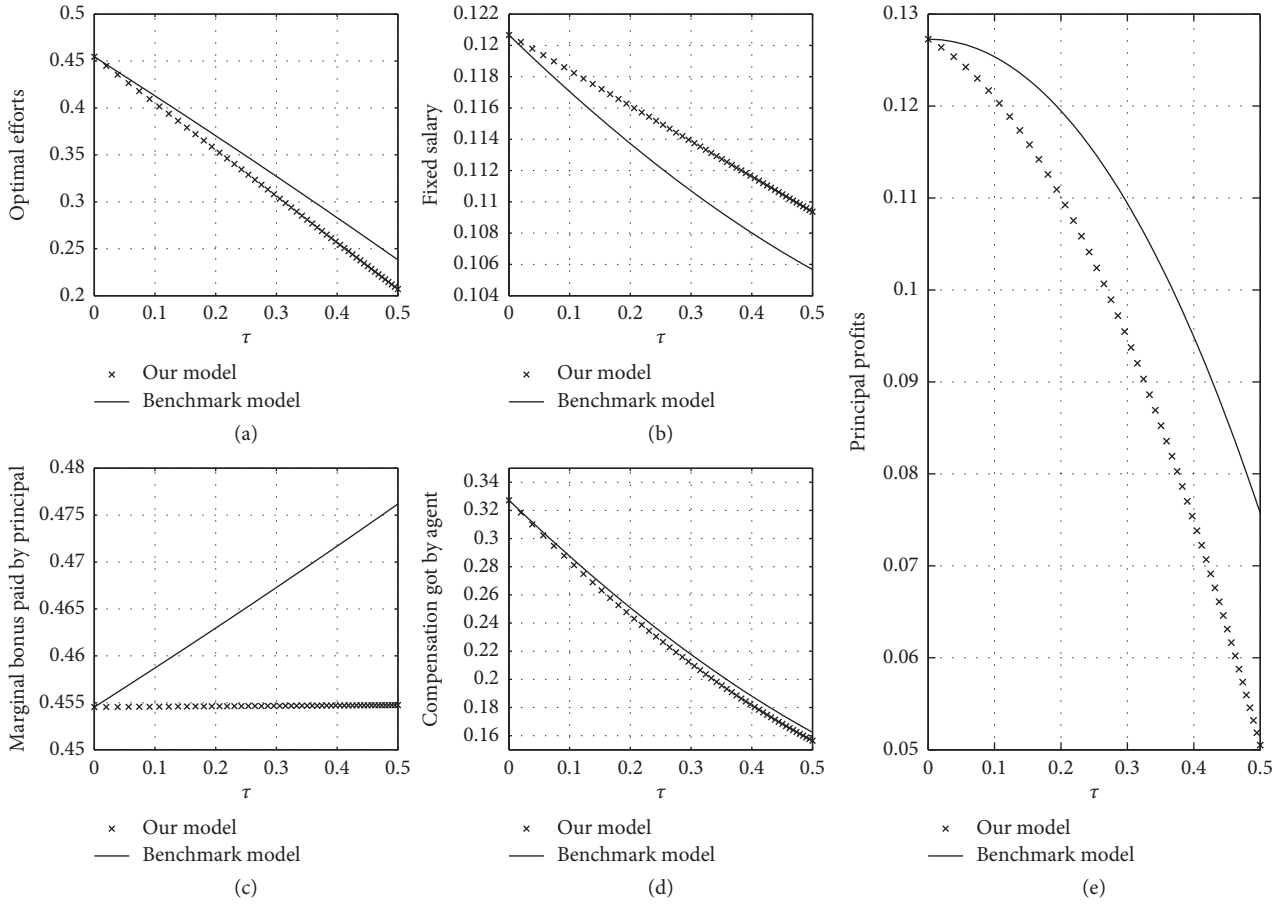 Optimal efforts
0.5
0.45
0.4
0.35
0.3
0.25
0.2
0
0.1
0.2
0.3
0.4
0.5
τ
Our model
Benchmark model
(a)
Fixed salary
0.122
0.12
0.118
0.116
0.114
0.112
0.11
0.108
0.106
0.104
0
0.1
0.2
0.3
0.4
0.5
τ
Our model
Benchmark model
(b)
Marginal bonus paid by principal
0.48
0.475
0.47
0.465
0.46
0.455
0.45
0
0.1
0.2
0.3
0.4
0.5
τ
Our model
Benchmark model
(c)
Compensation got by agent
0.34
0.32
0.3
0.28
0.26
0.24
0.22
0.2
0.18
0.16
0
0.1
0.2
0.3
0.4
0.5
τ
Our model
Benchmark model
(d)
Principal profits
0.13
0.12
0.11
0.1
0.09
0.08
0.07
0.06
0.05
0
0.1
0.2
0.3
0.4
0.5
τ
Our model
Benchmark model
(e)